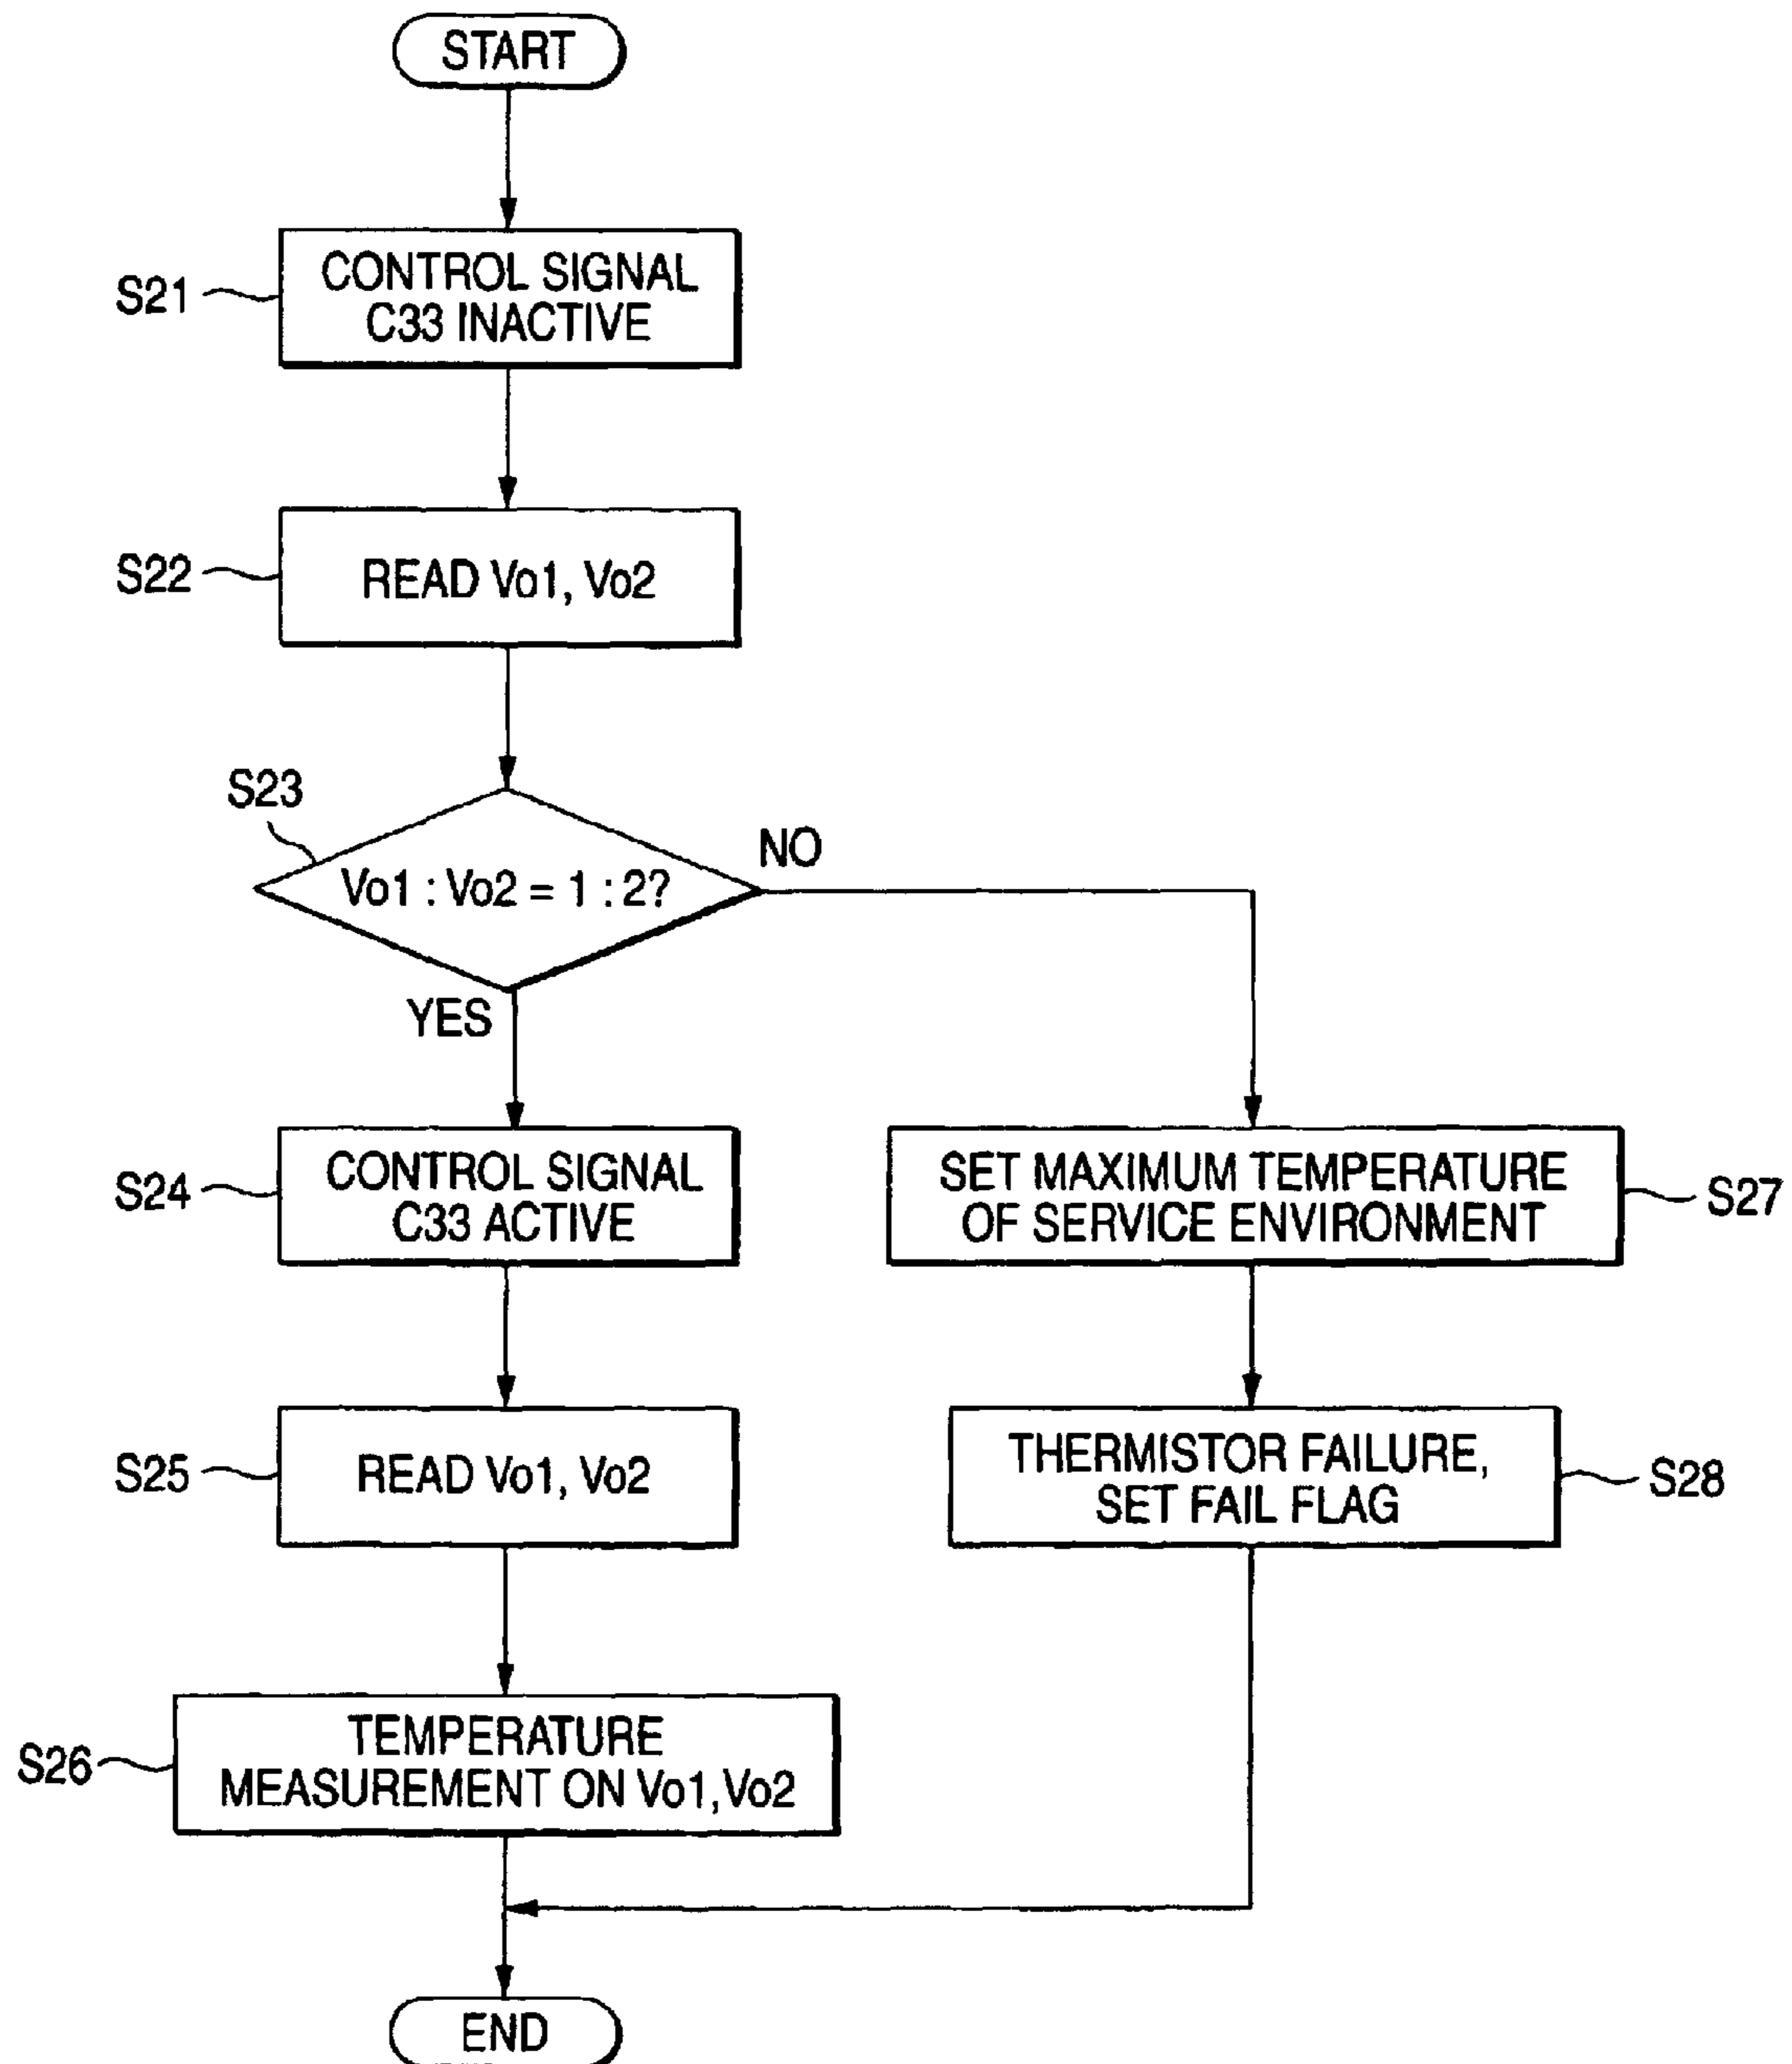 START
S21
CONTROL SIGNAL
C33 INACTIVE
S22
READ Vo1, Vo2
S23
Vo1 : Vo2 = 1 : 2?
NO
YES
S24
CONTROL SIGNAL
C33 ACTIVE
SET MAXIMUM TEMPERATURE
OF SERVICE ENVIRONMENT
S27
S25
READ Vo1, Vo2
THERMISTOR FAILURE,
SET FAIL FLAG
S28
S26
TEMPERATURE
MEASUREMENT ON Vo1,Vo2
END